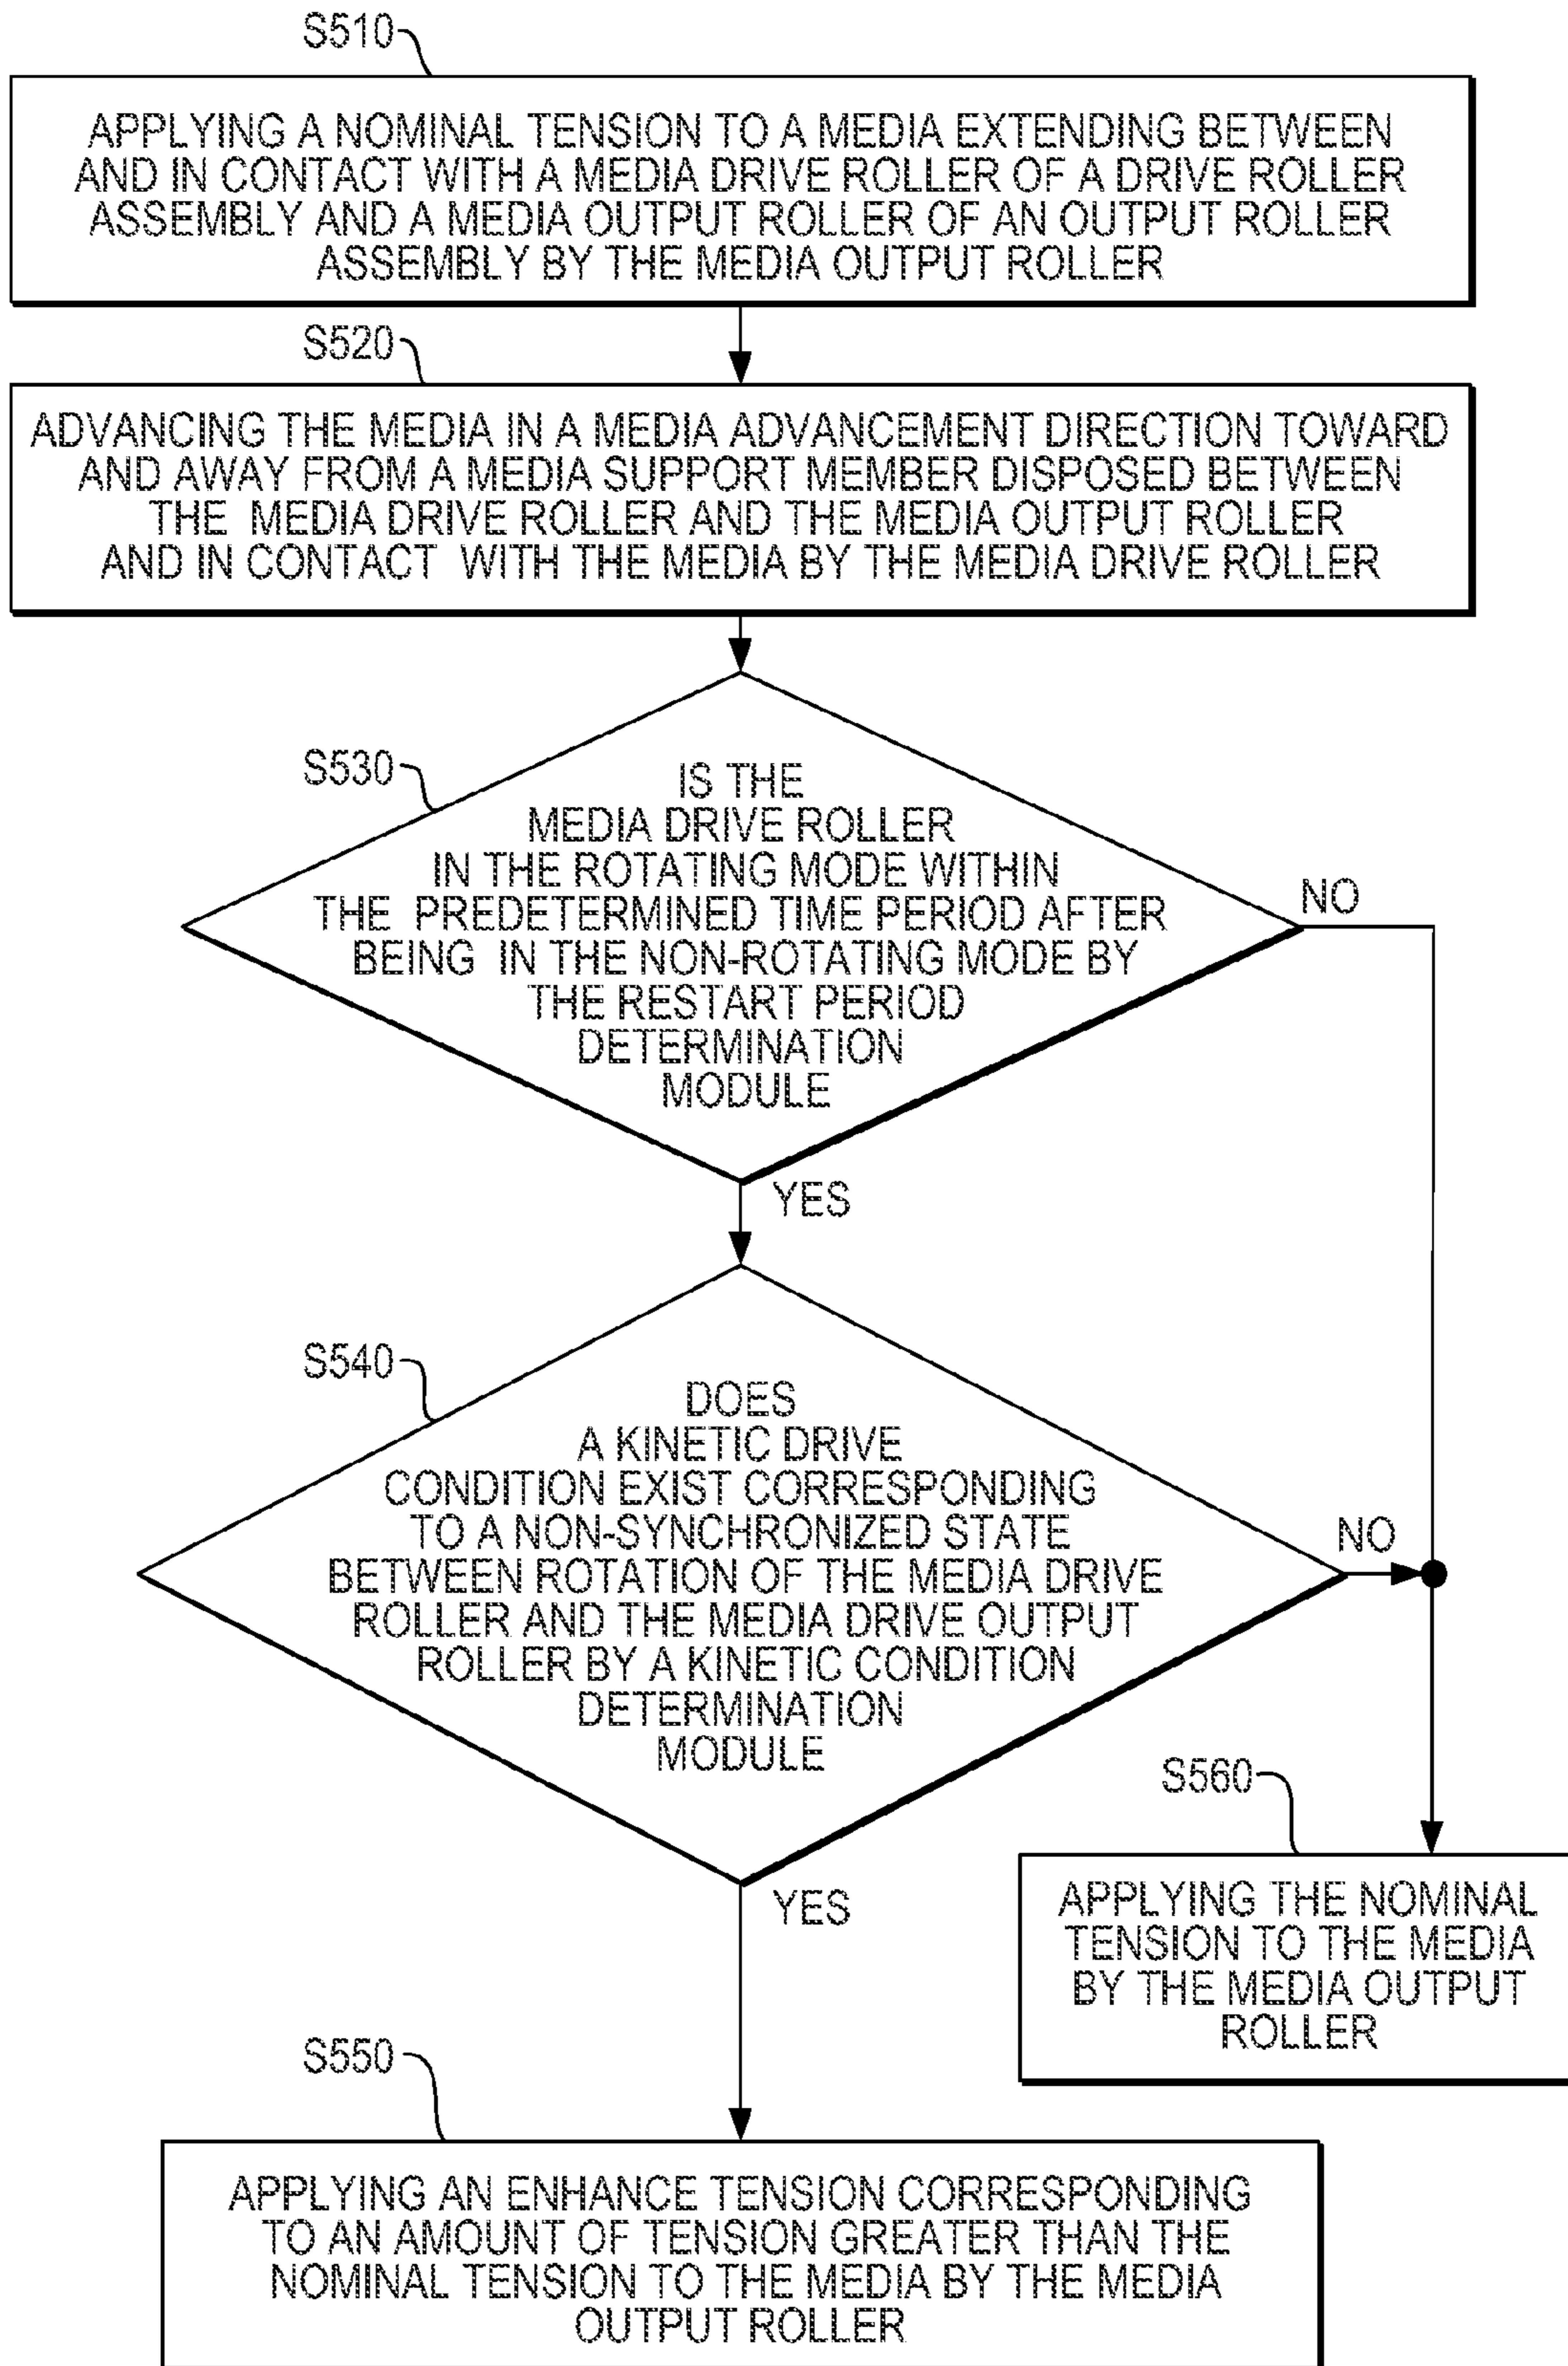 S510
APPLYING A NOMINAL TENSION TO A MEDIA EXTENDING BETWEEN
AND IN CONTACT WITH A MEDIA DRIVE ROLLER OF A DRIVE ROLLER
ASSEMBLY AND A MEDIA OUTPUT ROLLER OF AN OUTPUT ROLLER
ASSEMBLY BY THE MEDIA OUTPUT ROLLER
S520
ADVANCING THE MEDIA IN A MEDIA ADVANCEMENT DIRECTION TOWARD
AND AWAY FROM A MEDIA SUPPORT MEMBER DISPOSED BETWEEN
THE MEDIA DRIVE ROLLER AND THE MEDIA OUTPUT ROLLER
AND IN CONTACT WITH THE MEDIA BY THE MEDIA DRIVE ROLLER
S530
IS THE
MEDIA DRIVE ROLLER
IN THE ROTATING MODE WITHIN
THE PREDETERMINED TIME PERIOD AFTER
BEING IN THE NON-ROTATING MODE BY
THE RESTART PERIOD
DETERMINATION
MODULE
NO
YES
S540
DOES
A KINETIC DRIVE
CONDITION EXIST CORRESPONDING
TO A NON-SYNCHRONIZED STATE
BETWEEN ROTATION OF THE MEDIA DRIVE
ROLLER AND THE MEDIA DRIVE OUTPUT
ROLLER BY A KINETIC CONDITION
DETERMINATION
MODULE
NO
YES
S560
APPLYING THE NOMINAL
TENSION TO THE MEDIA
BY THE MEDIA OUTPUT
ROLLER
S550
APPLYING AN ENHANCE TENSION CORRESPONDING
TO AN AMOUNT OF TENSION GREATER THAN THE
NOMINAL TENSION TO THE MEDIA BY THE MEDIA
OUTPUT ROLLER